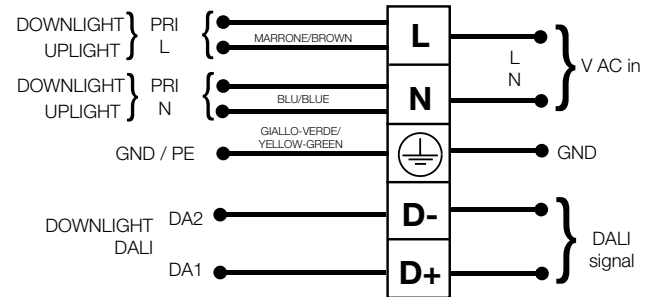 DOWNLIGHT PRI
UPLIGHT L
MARRONE/BROWN
L
L
N
V AC in
DOWNLIGHT PRI
UPLIGHT N
BLU/BLUE
N
GIALLO-VERDE/
YELLOW-GREEN
GND / PE
GND
DOWNLIGHT
DALI
DA2
D-
DA1
D+
DALI
signal